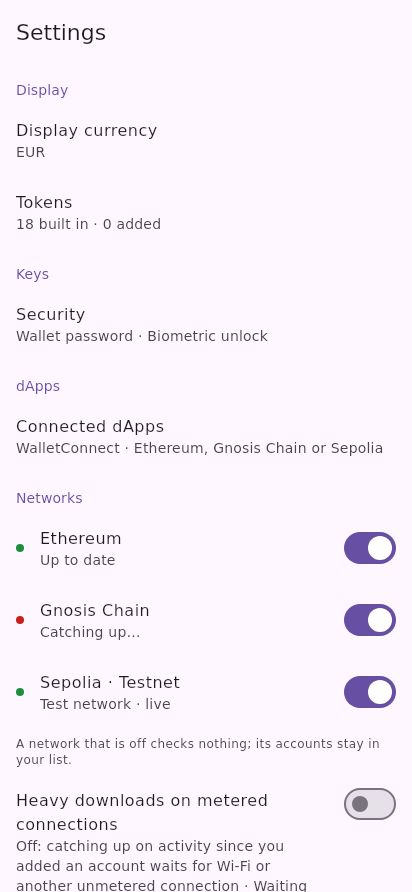 Settings
Display
Display currency
EUR
Tokens
18 built in · 0 added
Keys
Security
Wallet password · Biometric unlock
dApps
Connected dApps
WalletConnect · Ethereum, Gnosis Chain or Sepolia
Networks
Ethereum
Up to date
Gnosis Chain
Catching up…
Sepolia · Testnet
Test network · live
A network that is off checks nothing; its accounts stay in
your list.
Heavy downloads on metered
connections
Off: catching up on activity since you
added an account waits for Wi-Fi or
another unmetered connection · Waiting